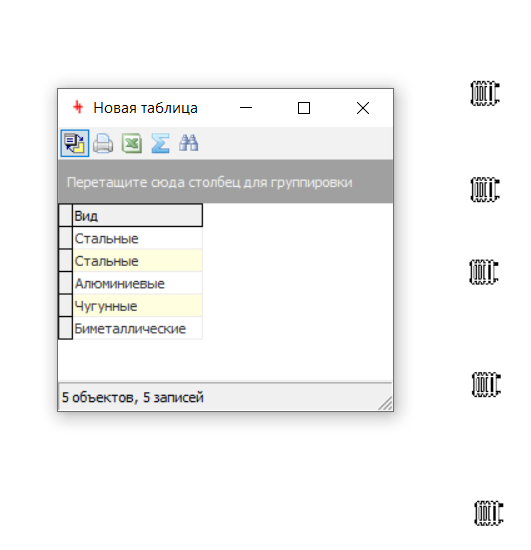 Новая таблица
Перетащите сюда столбец для группировки
Вид
Стальные
Стальные
Алюминиевые
Чугунные
Биметаллические
5 объектов, 5 записей